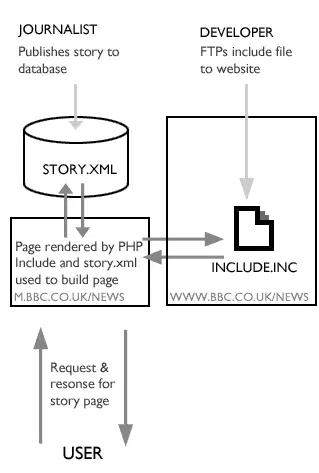 JOURNALIST
Publishes story to
database
DEVELOPER
FTPs include file
to website
STORY.XML
Page rendered by PHP
Include and story.xml
used to build page
M.BBC.CO.UK/NEWS
INCLUDE.INC
WWW.BBC.CO.UK/NEWS
Request &
resonse for
story page
USER